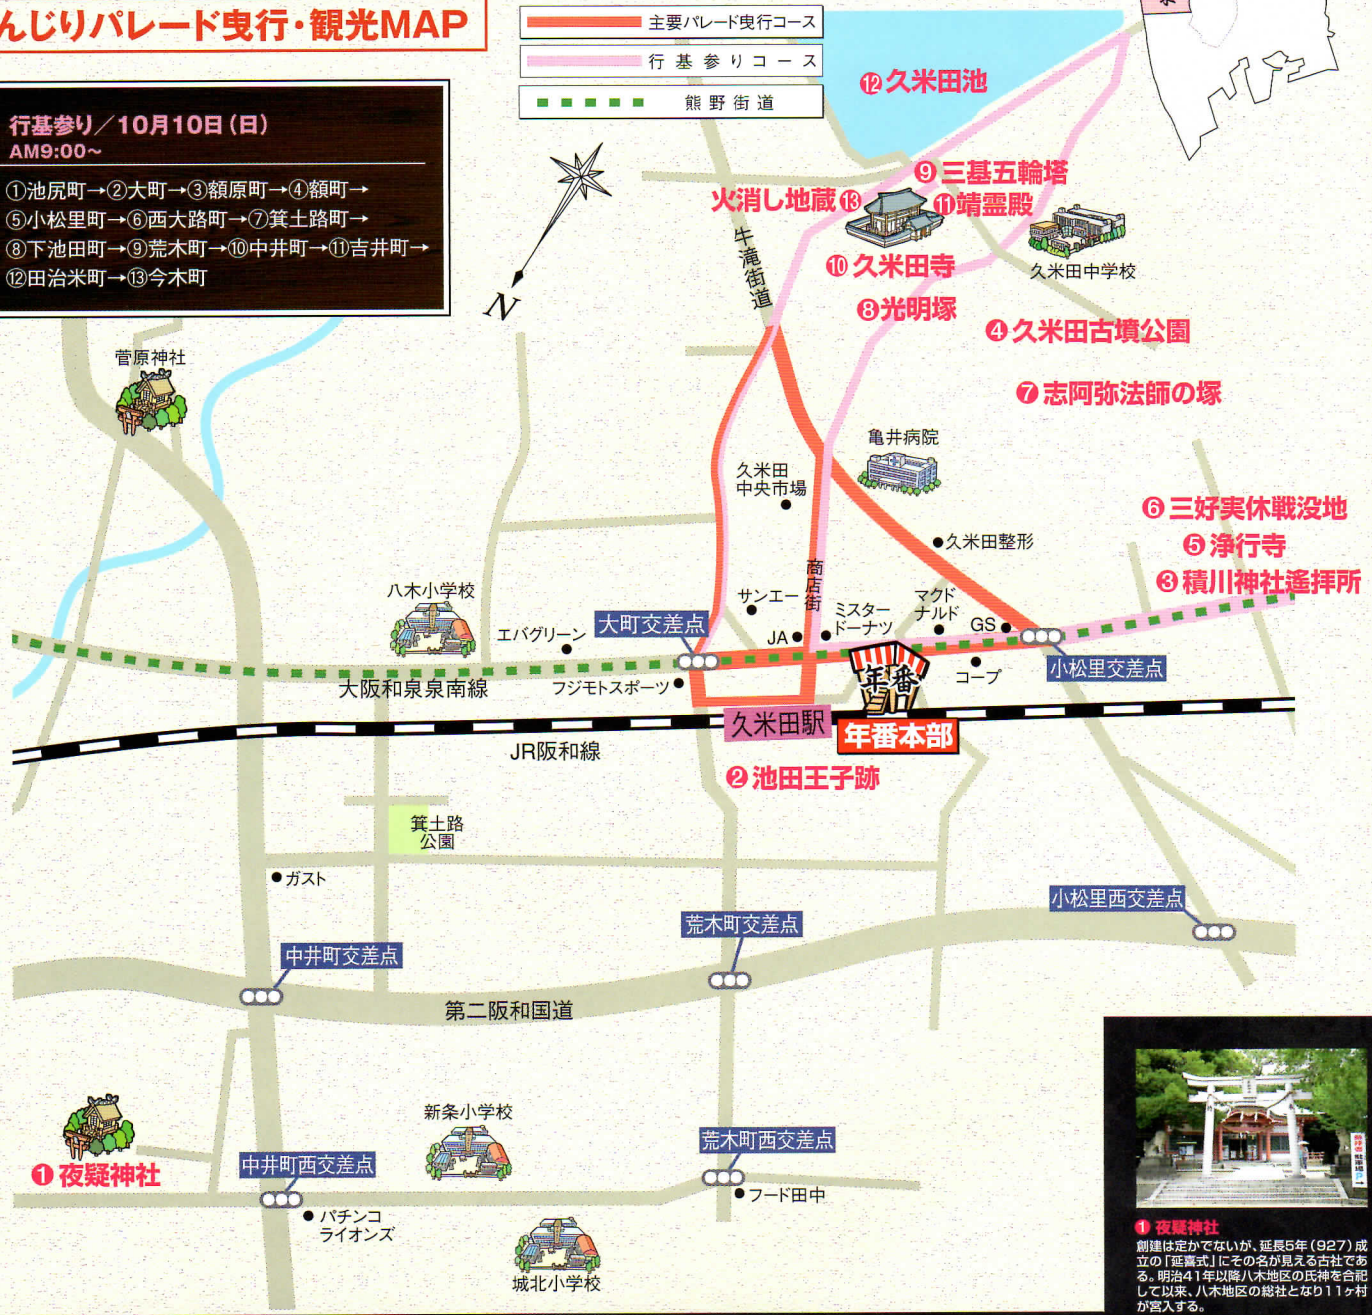 んじりパレード曳行・観光MAP
主要パレード曳行コース
行基参りコース
熊野街道
行基参り／10月10日(日)
AM9:00~
①池尻町→②大町→③額原町→④額町→
⑤小松里町→⑥西大路町→⑦箕土路町→
⑧下池田町→⑨荒木町→⑩中井町→⑪吉井町→
⑫田治米町→⑬今木町
⑫久米田池
⑨三基五輪塔
火消し地蔵⑬
⑪靖霊殿
久米田中学校
⑩久米田寺
牛滝街道
N
⑧光明塚
④久米田古墳公園
菅原神社
⑦志阿弥法師の塚
亀井病院
久米田
中央市場
⑥三好実休戦没地
久米田整形
⑤浄行寺
商店街
③積川神社遙拝所
八木小学校
サンエー
マクド
ナルド
ミスター
ドーナツ
大町交差点
エバグリーン
JA
GS
年番
小松里交差点
コープ
大阪和泉泉南線
フジモトスポーツ
久米田駅
年番本部
JR阪和線
②池田王子跡
箕土路
公園
ガスト
小松里西交差点
荒木町交差点
中井町交差点
第二阪和国道
新条小学校
荒木町西交差点
中井町西交差点
①夜疑神社
フード田中
パチンコ
ライオンズ
城北小学校
①夜疑神社
創建は定かでないが、延長5年(927)成
立の「延喜式」にその名が見える古社であ
る。明治41年以降八木地区の氏神を合祀
して以来、八木地区の総社となり11ヶ村
が宮入する。